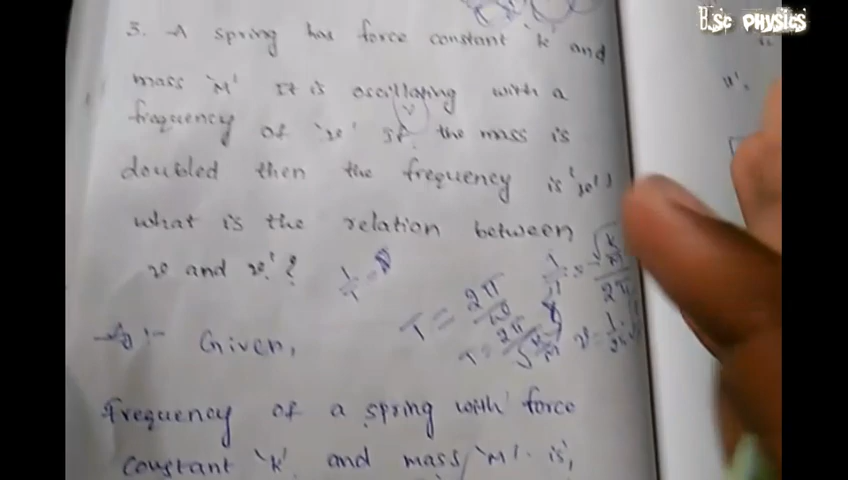 B.sc PHYSICS
3. A spring has force constant 'k and
mass 'M' It is oscillating with a
frequency of 'ν' If the mass is
doubled then the frequency is 'ν''
what is the relation between
ν and ν'?
T = 2π
Given,
frequency of a spring with force
constant 'k' and mass 'M' is,